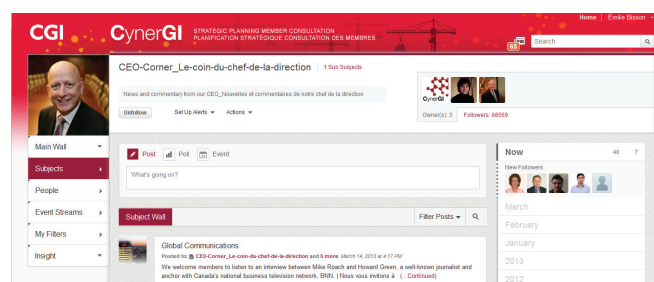 Home | Émilie Bisson
CGI
CynerGI
STRATEGIC PLANNING MEMBER CONSULTATION
PLANIFICATION STRATÉGIQUE CONSULTATION DES MEMBRES
65
Search
CEO-Corner_Le-coin-du-chef-de-la-direction | 1 Sub Subjects
News and commentary from our CEO_Nouvelles et commentaires de notre chef de la direction.
Unfollow Set Up Alerts Actions
CynerGI
Owner(s): 3 Followers: 68569
Main Wall
Subjects
People
Event Streams
My Filters
Insight
Post Poll Event
What's going on?
Subject Wall
Filter Posts
Global Communications
Posted to: CEO-Corner_Le-coin-du-chef-de-la-direction and 5 more March 14, 2013 at 4:17 PM
We welcome members to listen to an interview between Mike Roach and Howard Green, a well-known journalist and
anchor with Canada's national business television network, BNN. | Nous vous invitons à (...Continued)
Now 40 7
New Followers
March
February
January
2013
2012